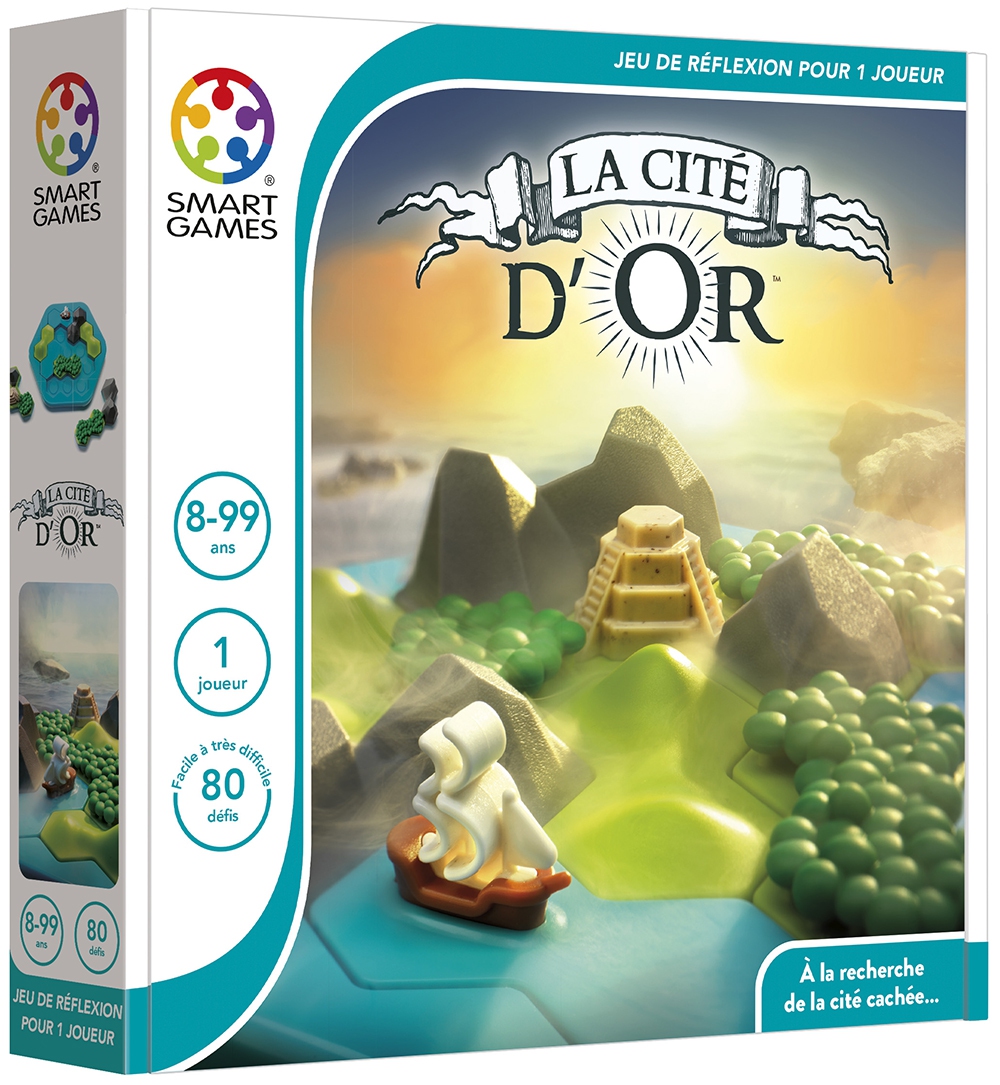 SMART
GAMES
LA CITÉ
D'OR™
8-99
ans
80
défis
JEU DE RÉFLEXION
POUR 1 JOUEUR
JEU DE RÉFLEXION POUR 1 JOUEUR
®
SMART
GAMES
LA CITÉ
D'OR™
8-99
ans
1
joueur
Facile à très difficile
80
défis
À la recherche
de la cité cachée...